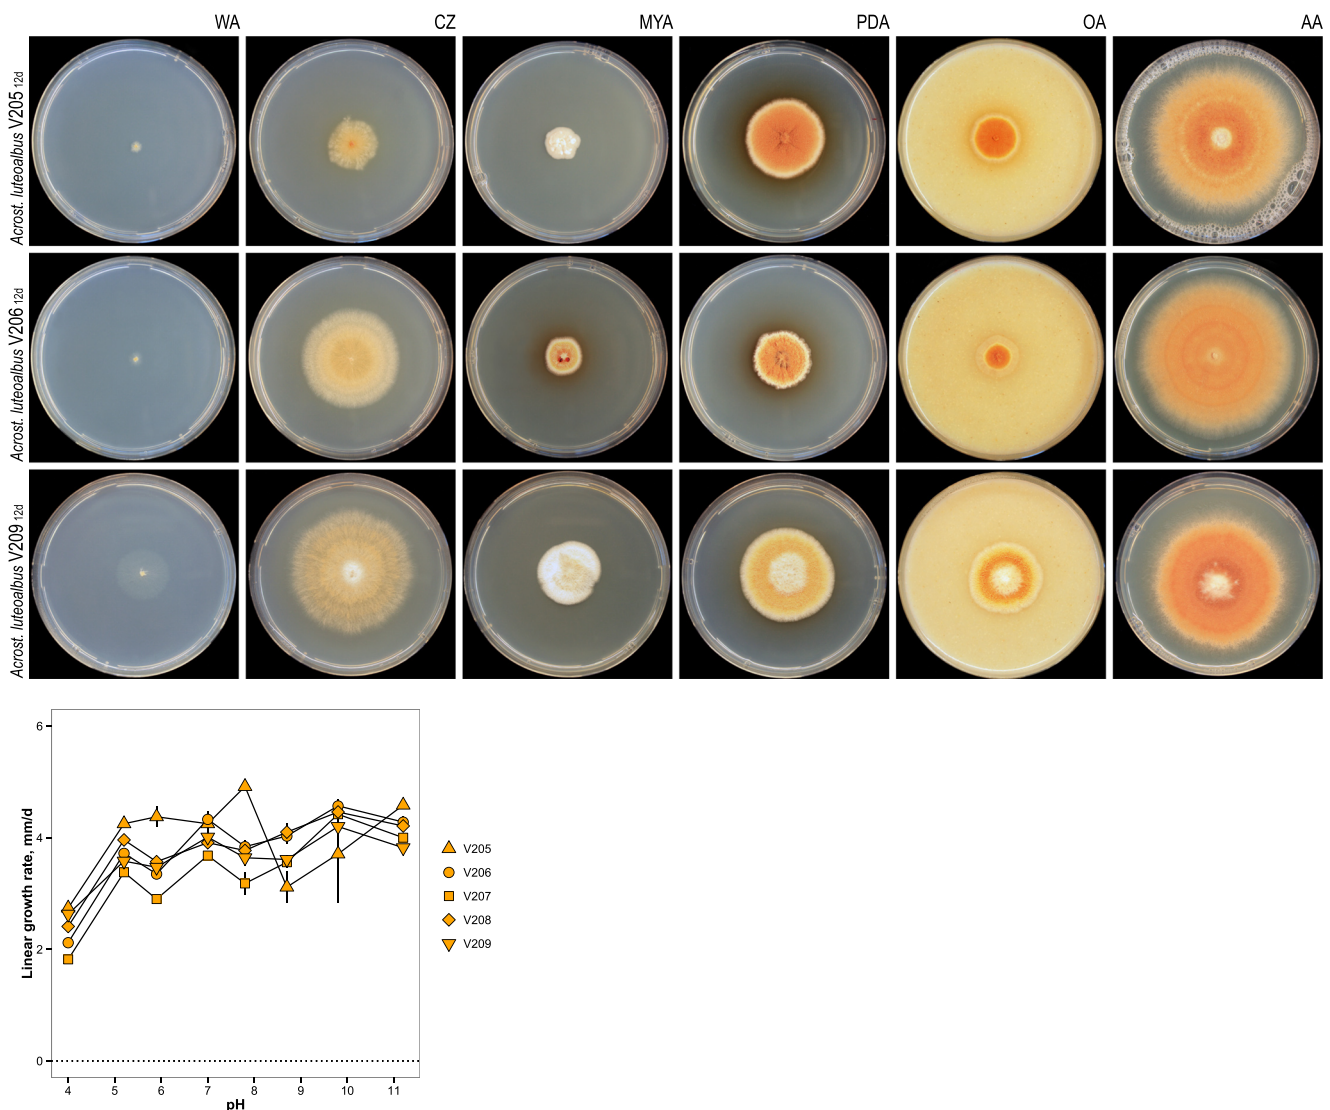 WA CZ MYA PDA OA AA
Acrost. luteoalbus V205 12d
Acrost. luteoalbus V206 12d
Acrost. luteoalbus V209 12d
6
4
2
0
Linear growth rate, mm/d
4 5 6 7 8 9 10 11
pH
V205
V206
V207
V208
V209